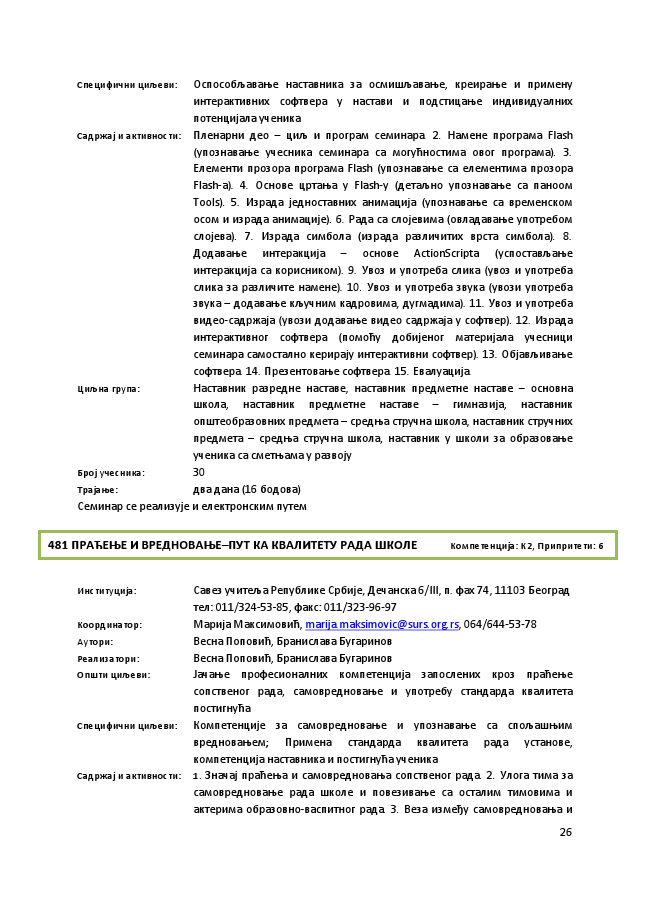 Специфични циљеви: Оспособљавање наставника за осмишљавање, креирање и примену
интерактивних софтвера у настави и подстицање индивидуалних
потенцијала ученика
Садржај и активности: Пленарни део – циљ и програм семинара. 2. Намене програма Flash
(упознавање учесника семинара са могућностима овог програма). 3.
Елементи прозора програма Flash (упознавање са елементима прозора
Flash-a). 4. Основе цртања у Flash-у (детаљно упознавање са паноом
Tools). 5. Израда једноставних анимација (упознавање са временском
осом и израда анимације). 6. Рада са слојевима (овладавање употребом
слојева). 7. Израда симбола (израда различитих врста симбола). 8.
Додавање интеракција – основе ActionScripta (успостављање
интеракција са корисником). 9. Увоз и употреба слика (увоз и употреба
слика за различите намене). 10. Увоз и употреба звука (увози употреба
звука – додавање кључним кадровима, дугмадима). 11. Увоз и употреба
видео-садржаја (увози додавање видео садржаја у софтвер). 12. Израда
интерактивног софтвера (помоћу добијеног материјала учесници
семинара самостално керирају интерактивни софтвер). 13. Објављивање
софтвера. 14. Презентовање софтвера. 15. Евалуација.
Циљна група: Наставник разредне наставе, наставник предметне наставе – основна
школа, наставник предметне наставе – гимназија, наставник
општеобразовних предмета – средња стручна школа, наставник стручних
предмета – средња стручна школа, наставник у школи за образовање
ученика са сметњама у развоју
Број учесника: 30
Трајање: два дана (16 бодова)
Семинар се реализује и електронским путем
481 ПРАЋЕЊЕ И ВРЕДНОВАЊЕ–ПУТ КА КВАЛИТЕТУ РАДА ШКОЛЕ Компетенција: К2, Припритети: 6
Институција: Савез учитеља Републике Србије, Дечанска 6/III, п. фах 74, 11103 Београд
тел: 011/324-53-85, факс: 011/323-96-97
Координатор: Марија Максимовић, marija.maksimovic@surs.org.rs, 064/644-53-78
Аутори: Весна Поповић, Бранислава Бугаринов
Реализатори: Весна Поповић, Бранислава Бугаринов
Општи циљеви: Јачање професионалних компетенција запослених кроз праћење
сопственог рада, самовредновање и употребу стандарда квалитета
постигнућа
Специфични циљеви: Компетенције за самовредновање и упознавање са спољашњим
вредновањем; Примена стандарда квалитета рада установе,
компетенција наставника и постигнућа ученика
Садржај и активности: 1. Значај праћења и самовредновања сопственог рада. 2. Улога тима за
самовредновање рада школе и повезивање са осталим тимовима и
актерима образовно-васпитног рада. 3. Веза између самовредновања и
26